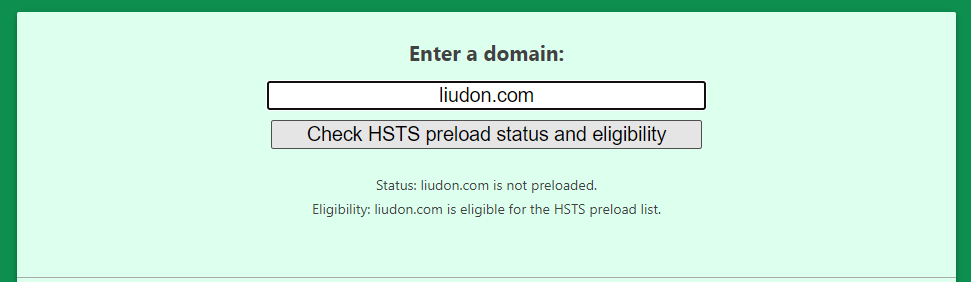 Enter a domain:
liudon.com
Check HSTS preload status and eligibility
Status: liudon.com is not preloaded.
Eligibility: liudon.com is eligible for the HSTS preload list.